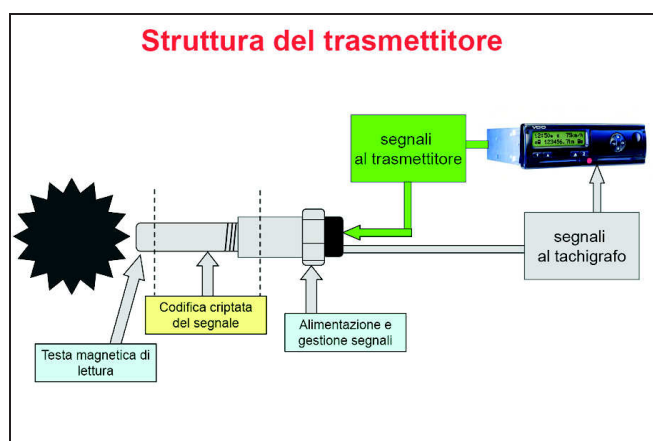 Struttura del trasmettitore
segnali
al trasmettitore
VDO
segnali
al tachigrafo
Codifica criptata
del segnale
Alimentazione e
gestione segnali
Testa magnetica di
lettura